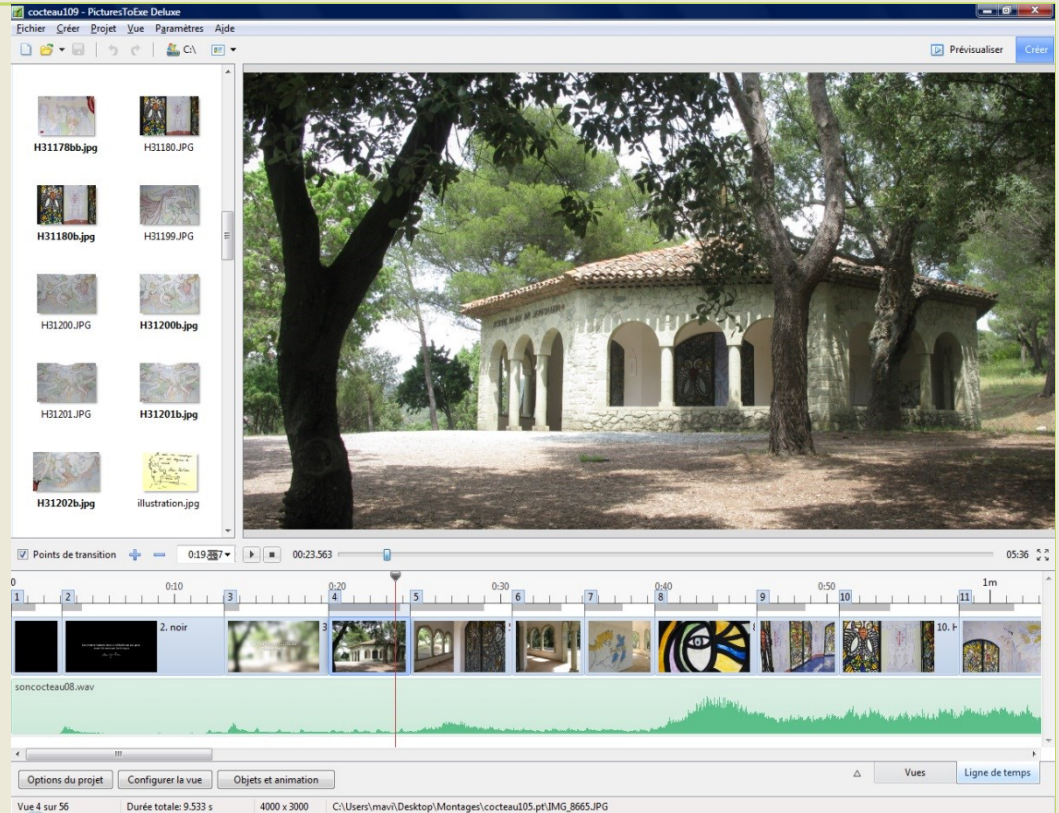 cocteau109 - PicturesToExe Deluxe
Fichier Créer Projet Vue Paramètres Aide
C:\
Prévisualiser Créer
H31178bb.jpg H31180.JPG
H31180b.jpg H31199.JPG
H31200.JPG H31200b.jpg
H31201.JPG H31201b.jpg
H31202b.jpg illustration.jpg
Points de transition 00:23.563 05:36
0 0:10 0:20 0:30 0:40 0:50 1m
1 2 3 4 5 6 7 8 9 10 11
2. noir 3 10. H
soncocteau08.wav
Options du projet Configurer la vue Objets et animation Vues Ligne de temps
Vue 4 sur 56 Durée totale: 9.533 s 4000 x 3000 C:\Users\mavi\Desktop\Montages\cocteau105.pt\IMG_8665.JPG